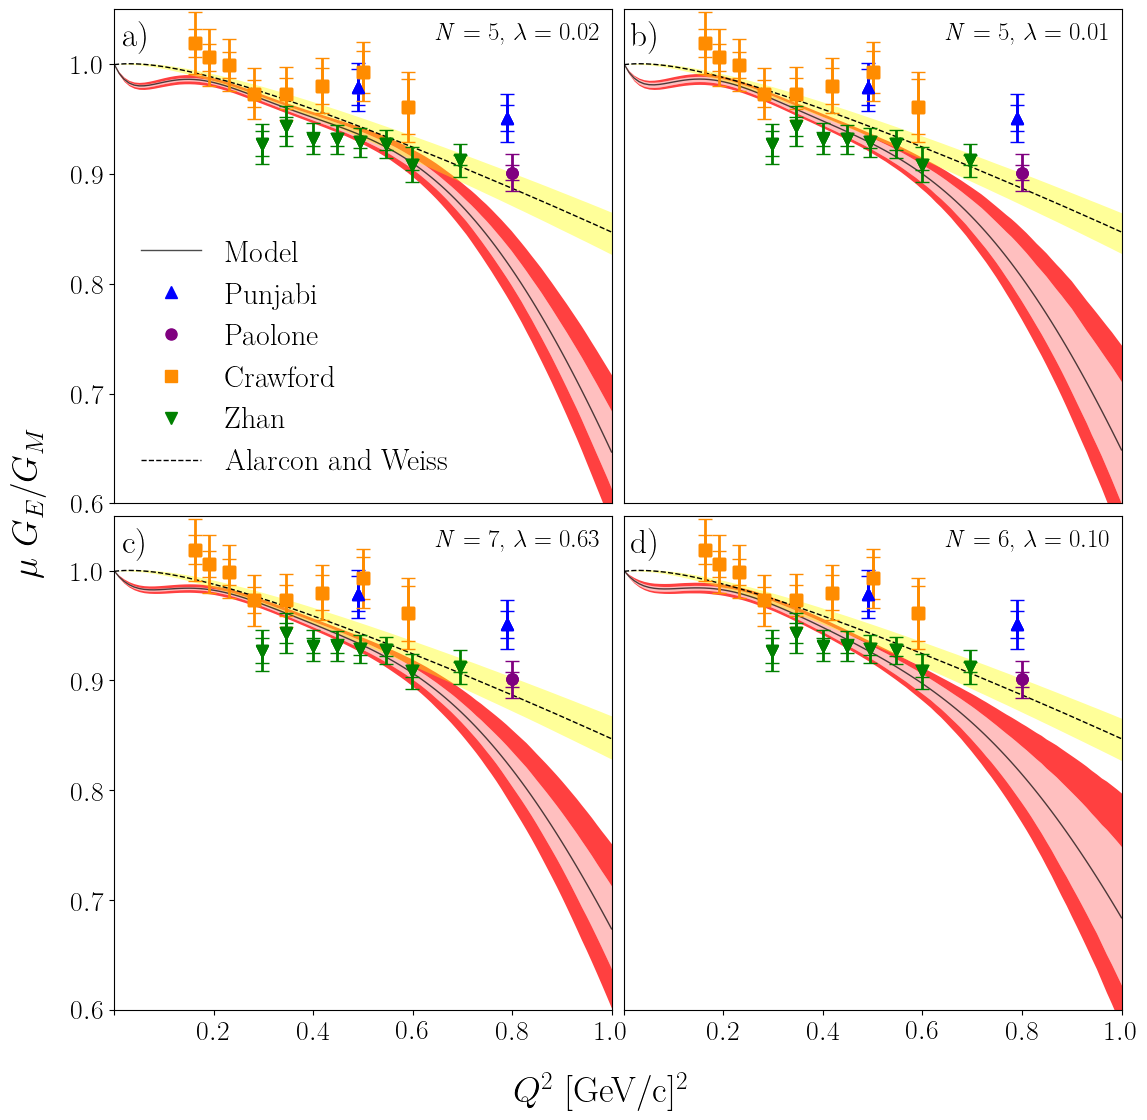 a)
N = 5, λ = 0.02
b)
N = 5, λ = 0.01
1.0
0.9
0.8
0.7
0.6
Model
Punjabi
Paolone
Crawford
Zhan
Alarcon and Weiss
μ G_E/G_M
c)
N = 7, λ = 0.63
d)
N = 6, λ = 0.10
1.0
0.9
0.8
0.7
0.6
0.2
0.4
0.6
0.8
1.0
0.2
0.4
0.6
0.8
1.0
Q² [GeV/c]²